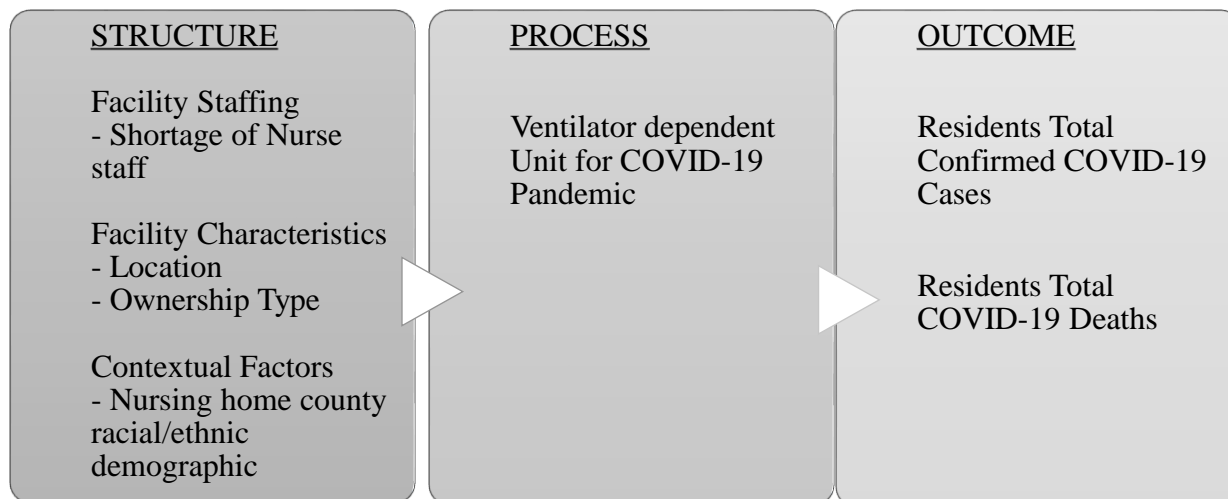 STRUCTURE
Facility Staffing
- Shortage of Nurse
staff
Facility Characteristics
- Location
- Ownership Type
Contextual Factors
- Nursing home county
racial/ethnic
demographic
PROCESS
Ventilator dependent
Unit for COVID-19
Pandemic
OUTCOME
Residents Total
Confirmed COVID-19
Cases
Residents Total
COVID-19 Deaths